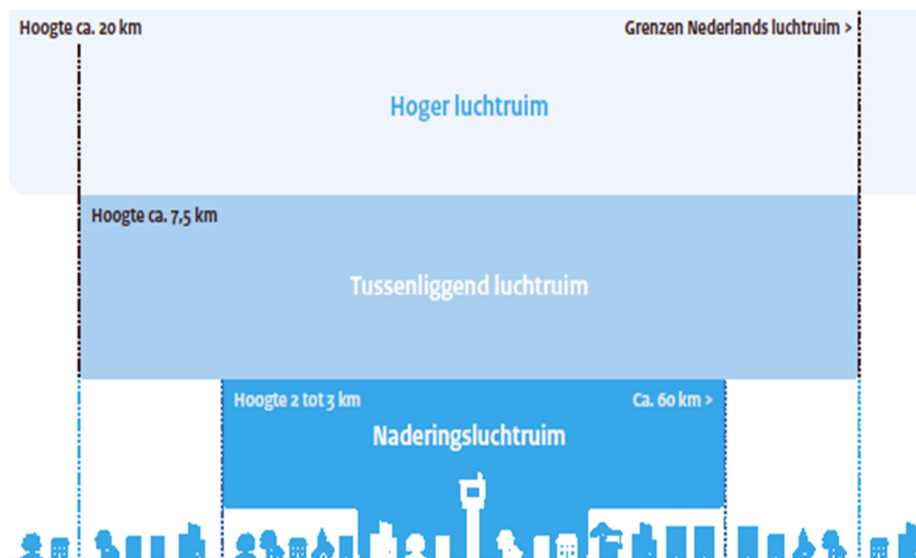 Hoogte ca. 20 km
Grenzen Nederlands luchtruim >
Hoger luchtruim
Hoogte ca. 7,5 km
Tussenliggend luchtruim
Hoogte 2 tot 3 km
Ca. 60 km >
Naderingsluchtruim